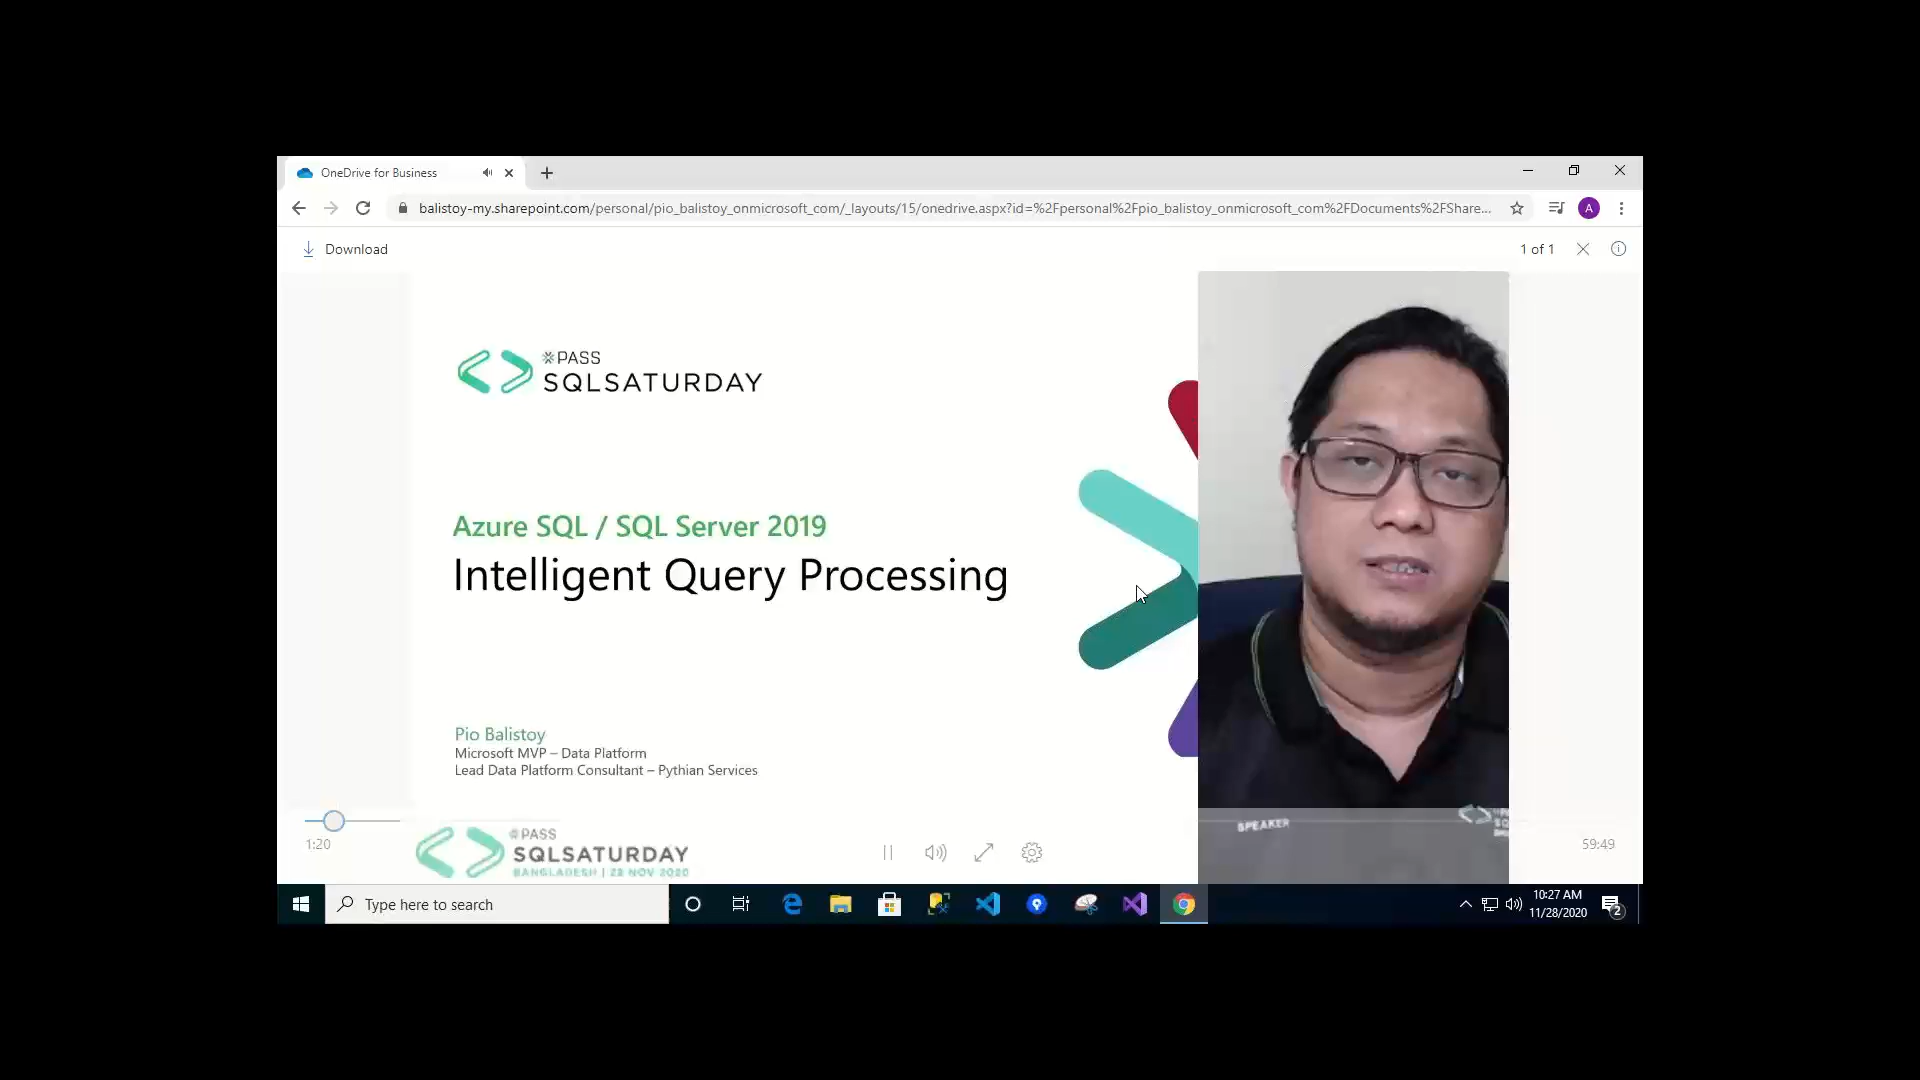 OneDrive for Business
balistoy-my.sharepoint.com/personal/pio_balistoy_onmicrosoft_com/_layouts/15/onedrive.aspx?id=%2Fpersonal%2Fpio_balistoy_onmicrosoft_com%2FDocuments%2FShare...
A
Download
1 of 1
PASS
SQLSATURDAY
Azure SQL / SQL Server 2019
Intelligent Query Processing
Pio Balistoy
Microsoft MVP – Data Platform
Lead Data Platform Consultant – Pythian Services
SPEAKER
1:20
59:49
PASS
SQLSATURDAY
BANGLADESH | 28 NOV 2020
Type here to search
10:27 AM
11/28/2020
2